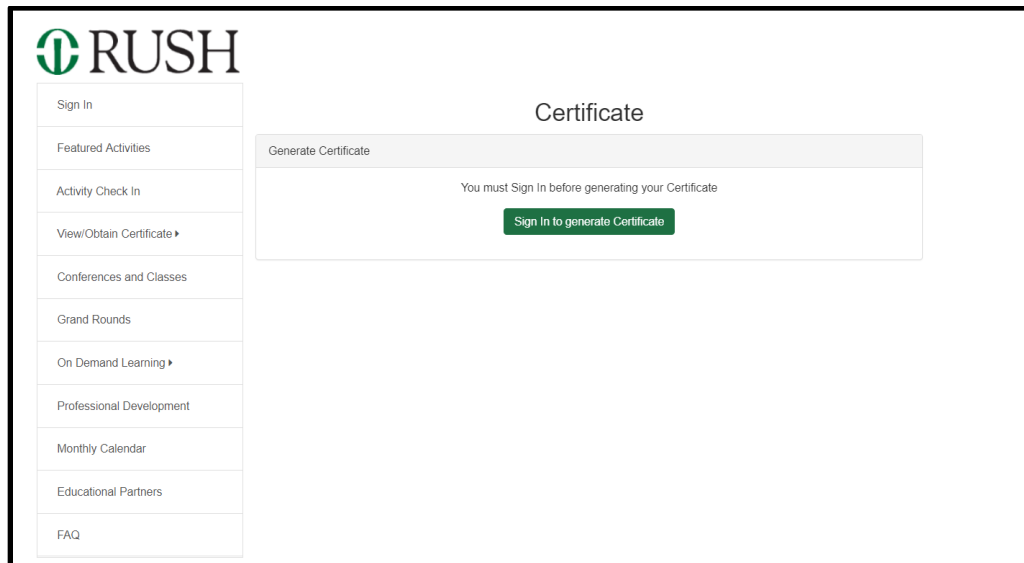 RUSH
Sign In
Featured Activities
Activity Check In
View/Obtain Certificate
Conferences and Classes
Grand Rounds
On Demand Learning
Professional Development
Monthly Calendar
Educational Partners
FAQ
Certificate
Generate Certificate
You must Sign In before generating your Certificate
Sign In to generate Certificate